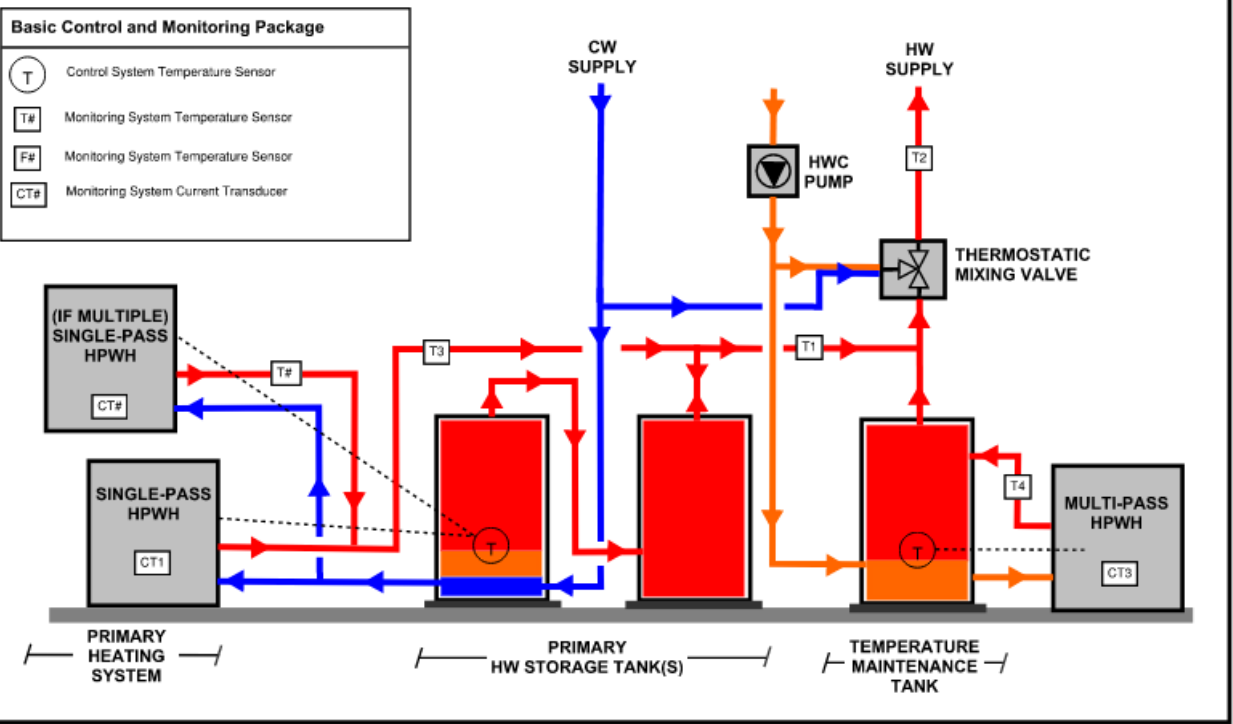 Basic Control and Monitoring Package
T
Control System Temperature Sensor
T#
Monitoring System Temperature Sensor
F#
Monitoring System Temperature Sensor
CT#
Monitoring System Current Transducer
CW
SUPPLY
HW
SUPPLY
T2
HWC
PUMP
THERMOSTATIC
MIXING VALVE
(IF MULTIPLE)
SINGLE-PASS
HPWH
CT#
T#
T3
T1
SINGLE-PASS
HPWH
CT1
T
T
T4
MULTI-PASS
HPWH
CT3
PRIMARY
HEATING
SYSTEM
PRIMARY
HW STORAGE TANK(S)
TEMPERATURE
MAINTENANCE
TANK